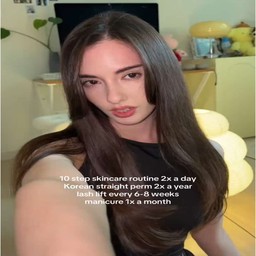 10 step skincare routine 2x a day
Korean straight perm 2x a year
lash lift every 6-8 weeks
manicure 1x a month